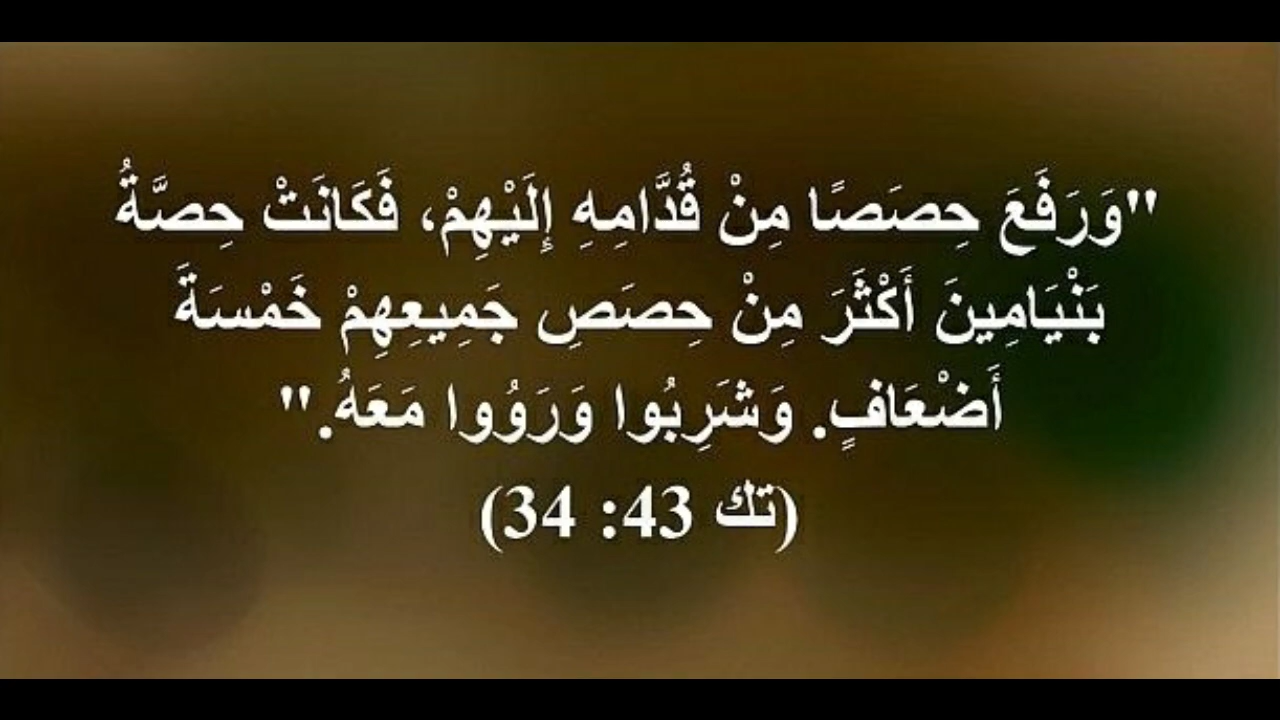 "وَرَفَعَ حِصَصًا مِنْ قُدَّامِهِ إِلَيْهِمْ، فَكَانَتْ حِصَّةُ
بَنْيَامِينَ أَكْثَرَ مِنْ حِصَصِ جَمِيعِهِمْ خَمْسَةَ
أَضْعَافٍ. وَشَرِبُوا وَرَوُوا مَعَهُ."
(تك 43: 34)